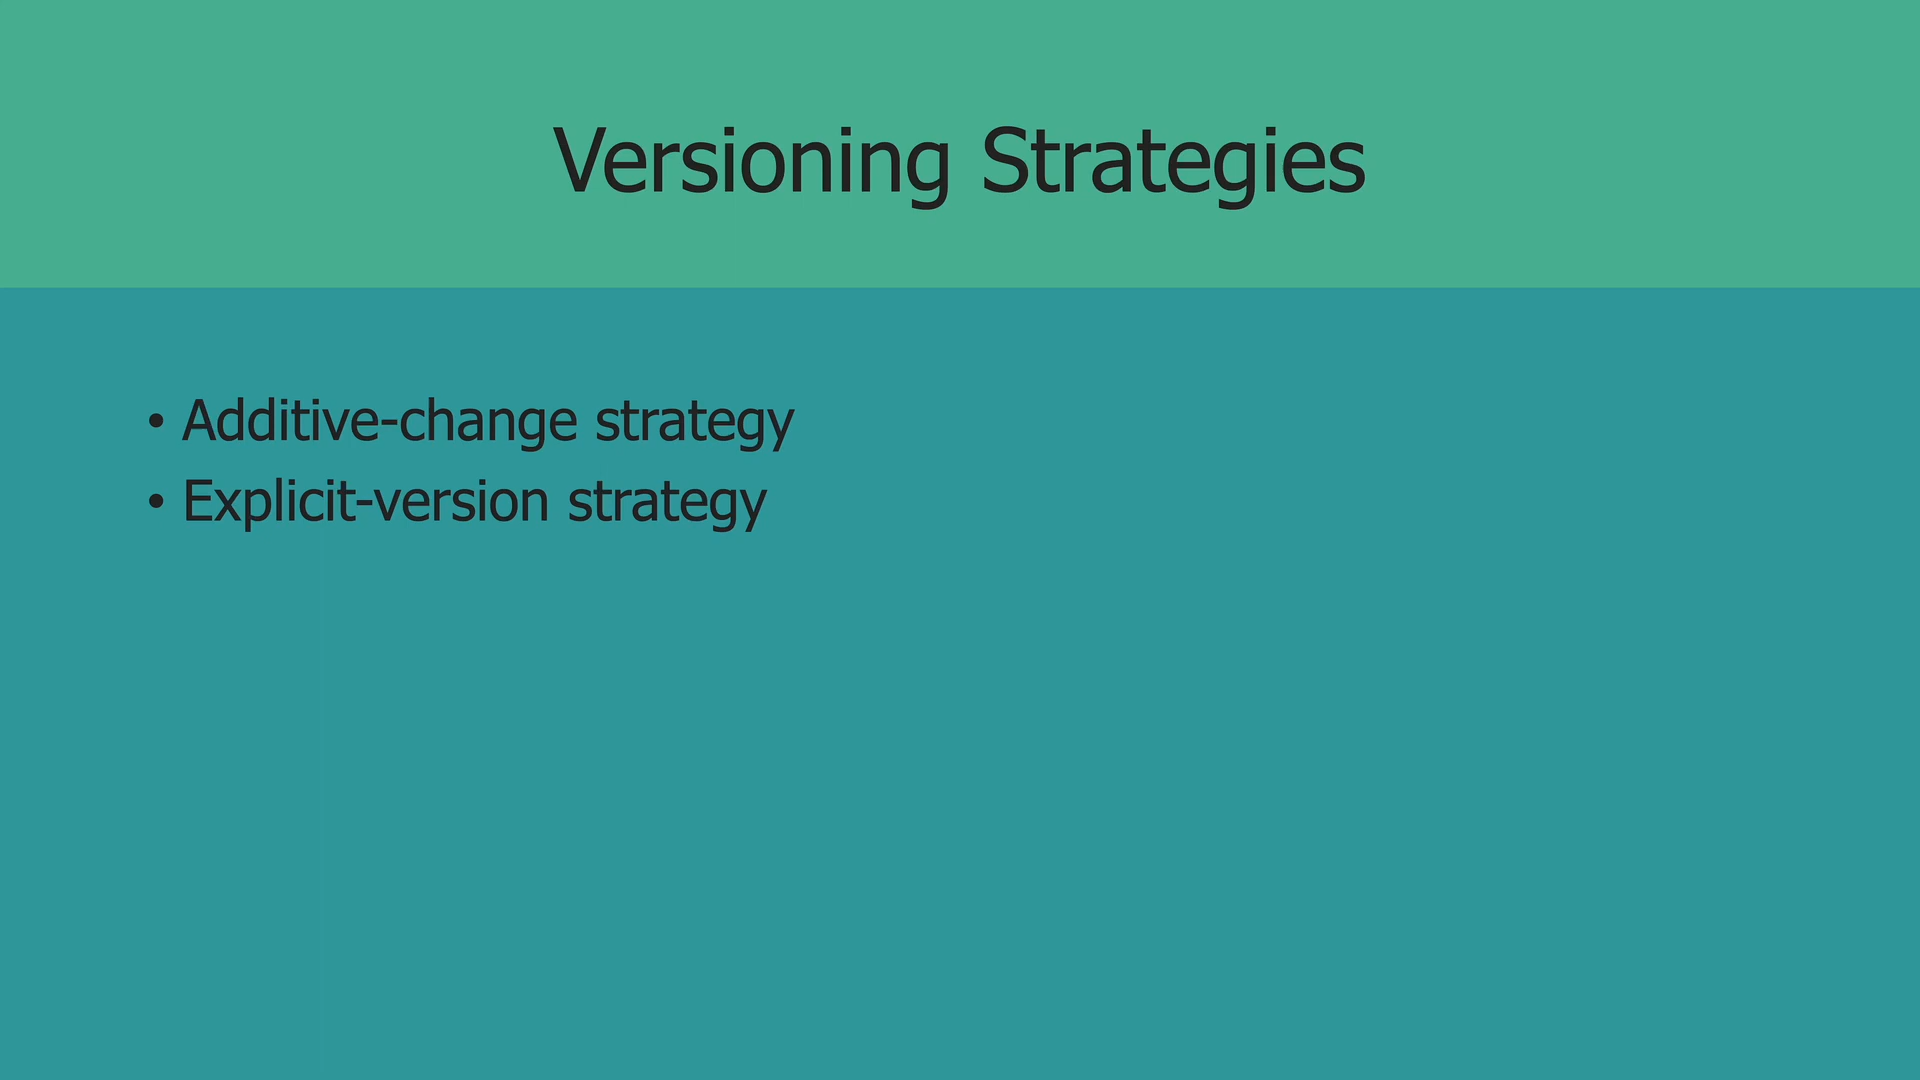 Versioning Strategies
• Additive-change strategy
• Explicit-version strategy